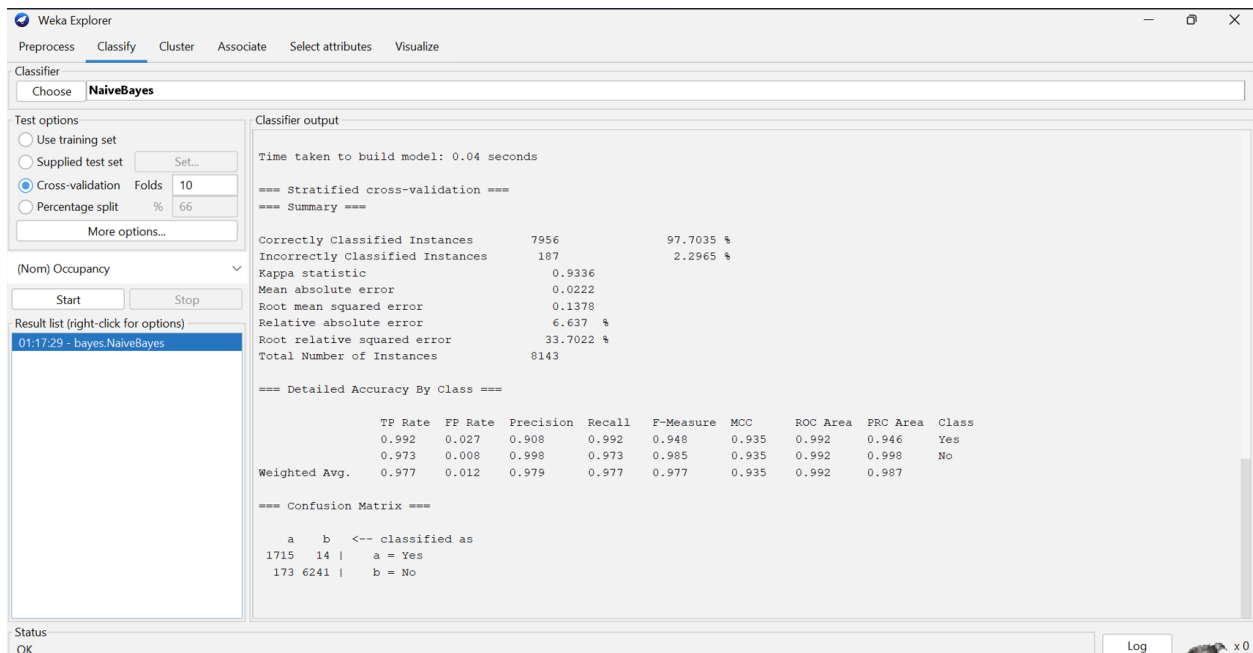 Weka Explorer
Preprocess Classify Cluster Associate Select attributes Visualize
Classifier
Choose NaiveBayes
Test options
Use training set
Supplied test set Set...
Cross-validation Folds 10
Percentage split % 66
More options...
(Nom) Occupancy
Start Stop
Result list (right-click for options)
01:17:29 - bayes.NaiveBayes
Classifier output
Time taken to build model: 0.04 seconds
=== Stratified cross-validation ===
=== Summary ===
Correctly Classified Instances 7956 97.7035 %
Incorrectly Classified Instances 187 2.2965 %
Kappa statistic 0.9336
Mean absolute error 0.0222
Root mean squared error 0.1378
Relative absolute error 6.637 %
Root relative squared error 33.7022 %
Total Number of Instances 8143
=== Detailed Accuracy By Class ===
TP Rate FP Rate Precision Recall F-Measure MCC ROC Area PRC Area Class
0.992 0.027 0.908 0.992 0.948 0.935 0.992 0.946 Yes
0.973 0.008 0.998 0.973 0.985 0.935 0.992 0.998 No
Weighted Avg. 0.977 0.012 0.979 0.977 0.977 0.935 0.992 0.987
=== Confusion Matrix ===
a b <-- classified as
1715 14 | a = Yes
173 6241 | b = No
Status
OK
Log
x 0